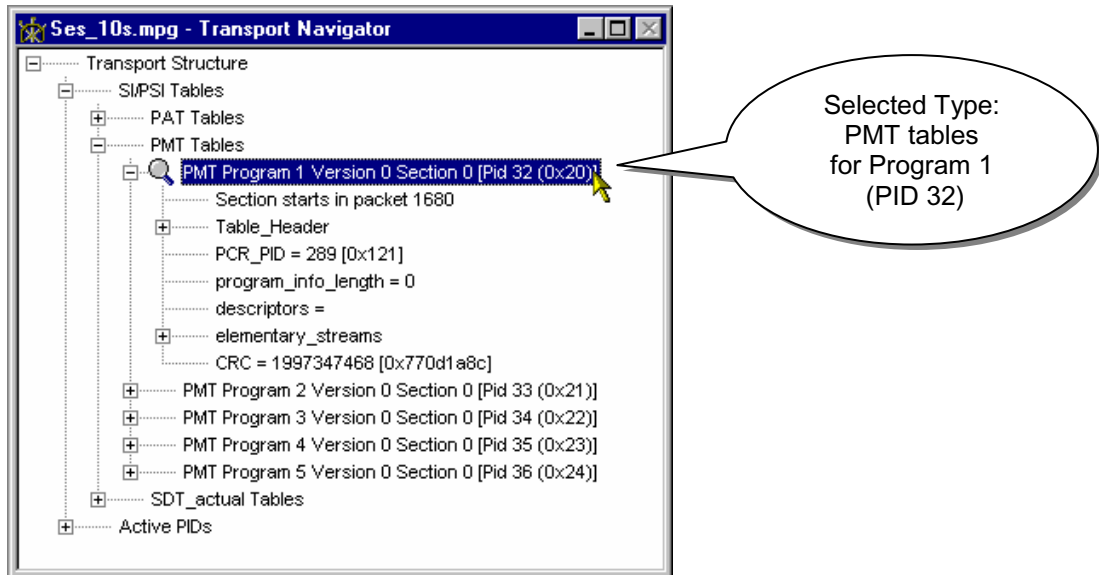 Ses_10s.mpg - Transport Navigator
Transport Structure
SI/PSI Tables
PAT Tables
PMT Tables
PMT Program 1 Version 0 Section 0 [Pid 32 (0x20)]
Section starts in packet 1680
Table_Header
PCR_PID = 289 [0x121]
program_info_length = 0
descriptors =
elementary_streams
CRC = 1997347468 [0x770d1a8c]
PMT Program 2 Version 0 Section 0 [Pid 33 (0x21)]
PMT Program 3 Version 0 Section 0 [Pid 34 (0x22)]
PMT Program 4 Version 0 Section 0 [Pid 35 (0x23)]
PMT Program 5 Version 0 Section 0 [Pid 36 (0x24)]
SDT_actual Tables
Active PIDs
Selected Type:
PMT tables
for Program 1
(PID 32)